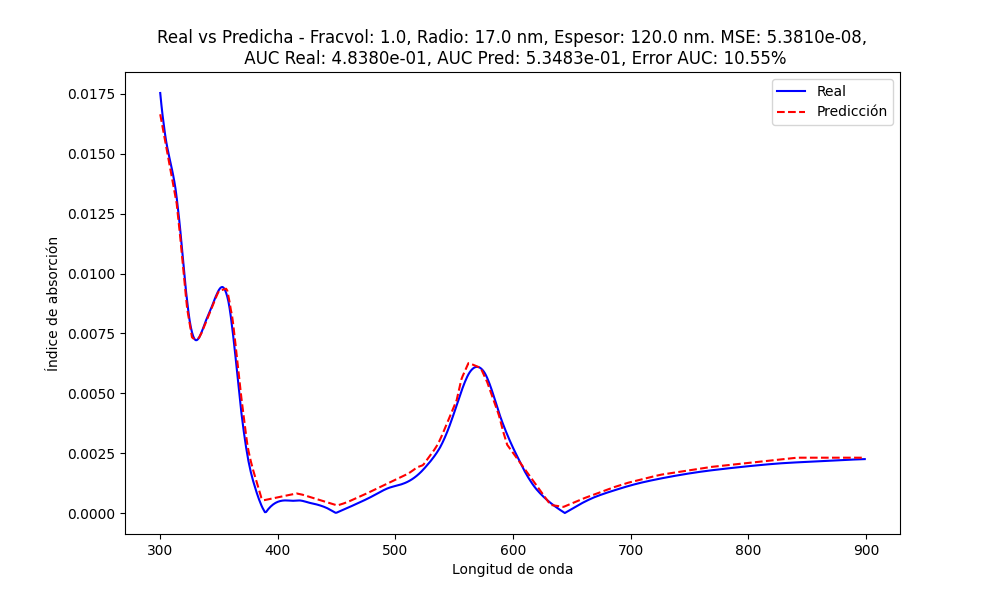 Real vs Predicha - Fracvol: 1.0, Radio: 17.0 nm, Espesor: 120.0 nm. MSE: 5.3810e-08,
AUC Real: 4.8380e-01, AUC Pred: 5.3483e-01, Error AUC: 10.55%
Real
Predicción
Índice de absorción
0.0175
0.0150
0.0125
0.0100
0.0075
0.0050
0.0025
0.0000
300 400 500 600 700 800 900
Longitud de onda